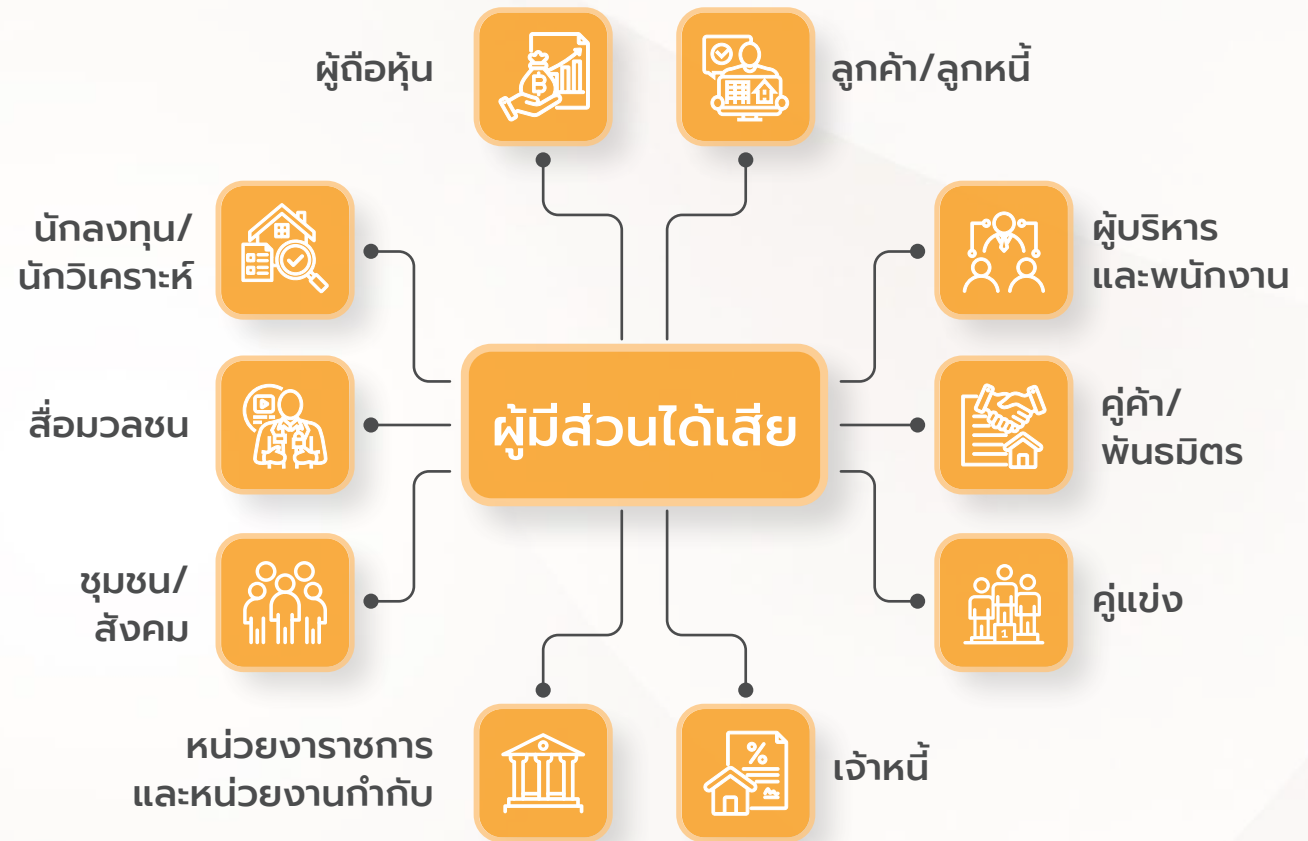 ผู้ถือหุ้น
ลูกค้า/ลูกหนี้
นักลงทุน/
นักวิเคราะห์
ผู้บริหาร
และพนักงาน
สื่อมวลชน
ผู้มีส่วนได้เสีย
คู่ค้า/
พันธมิตร
ชุมชน/
สังคม
คู่แข่ง
1
หน่วยงาราชการ
และหน่วยงานกำกับ
%
เจ้าหนี้